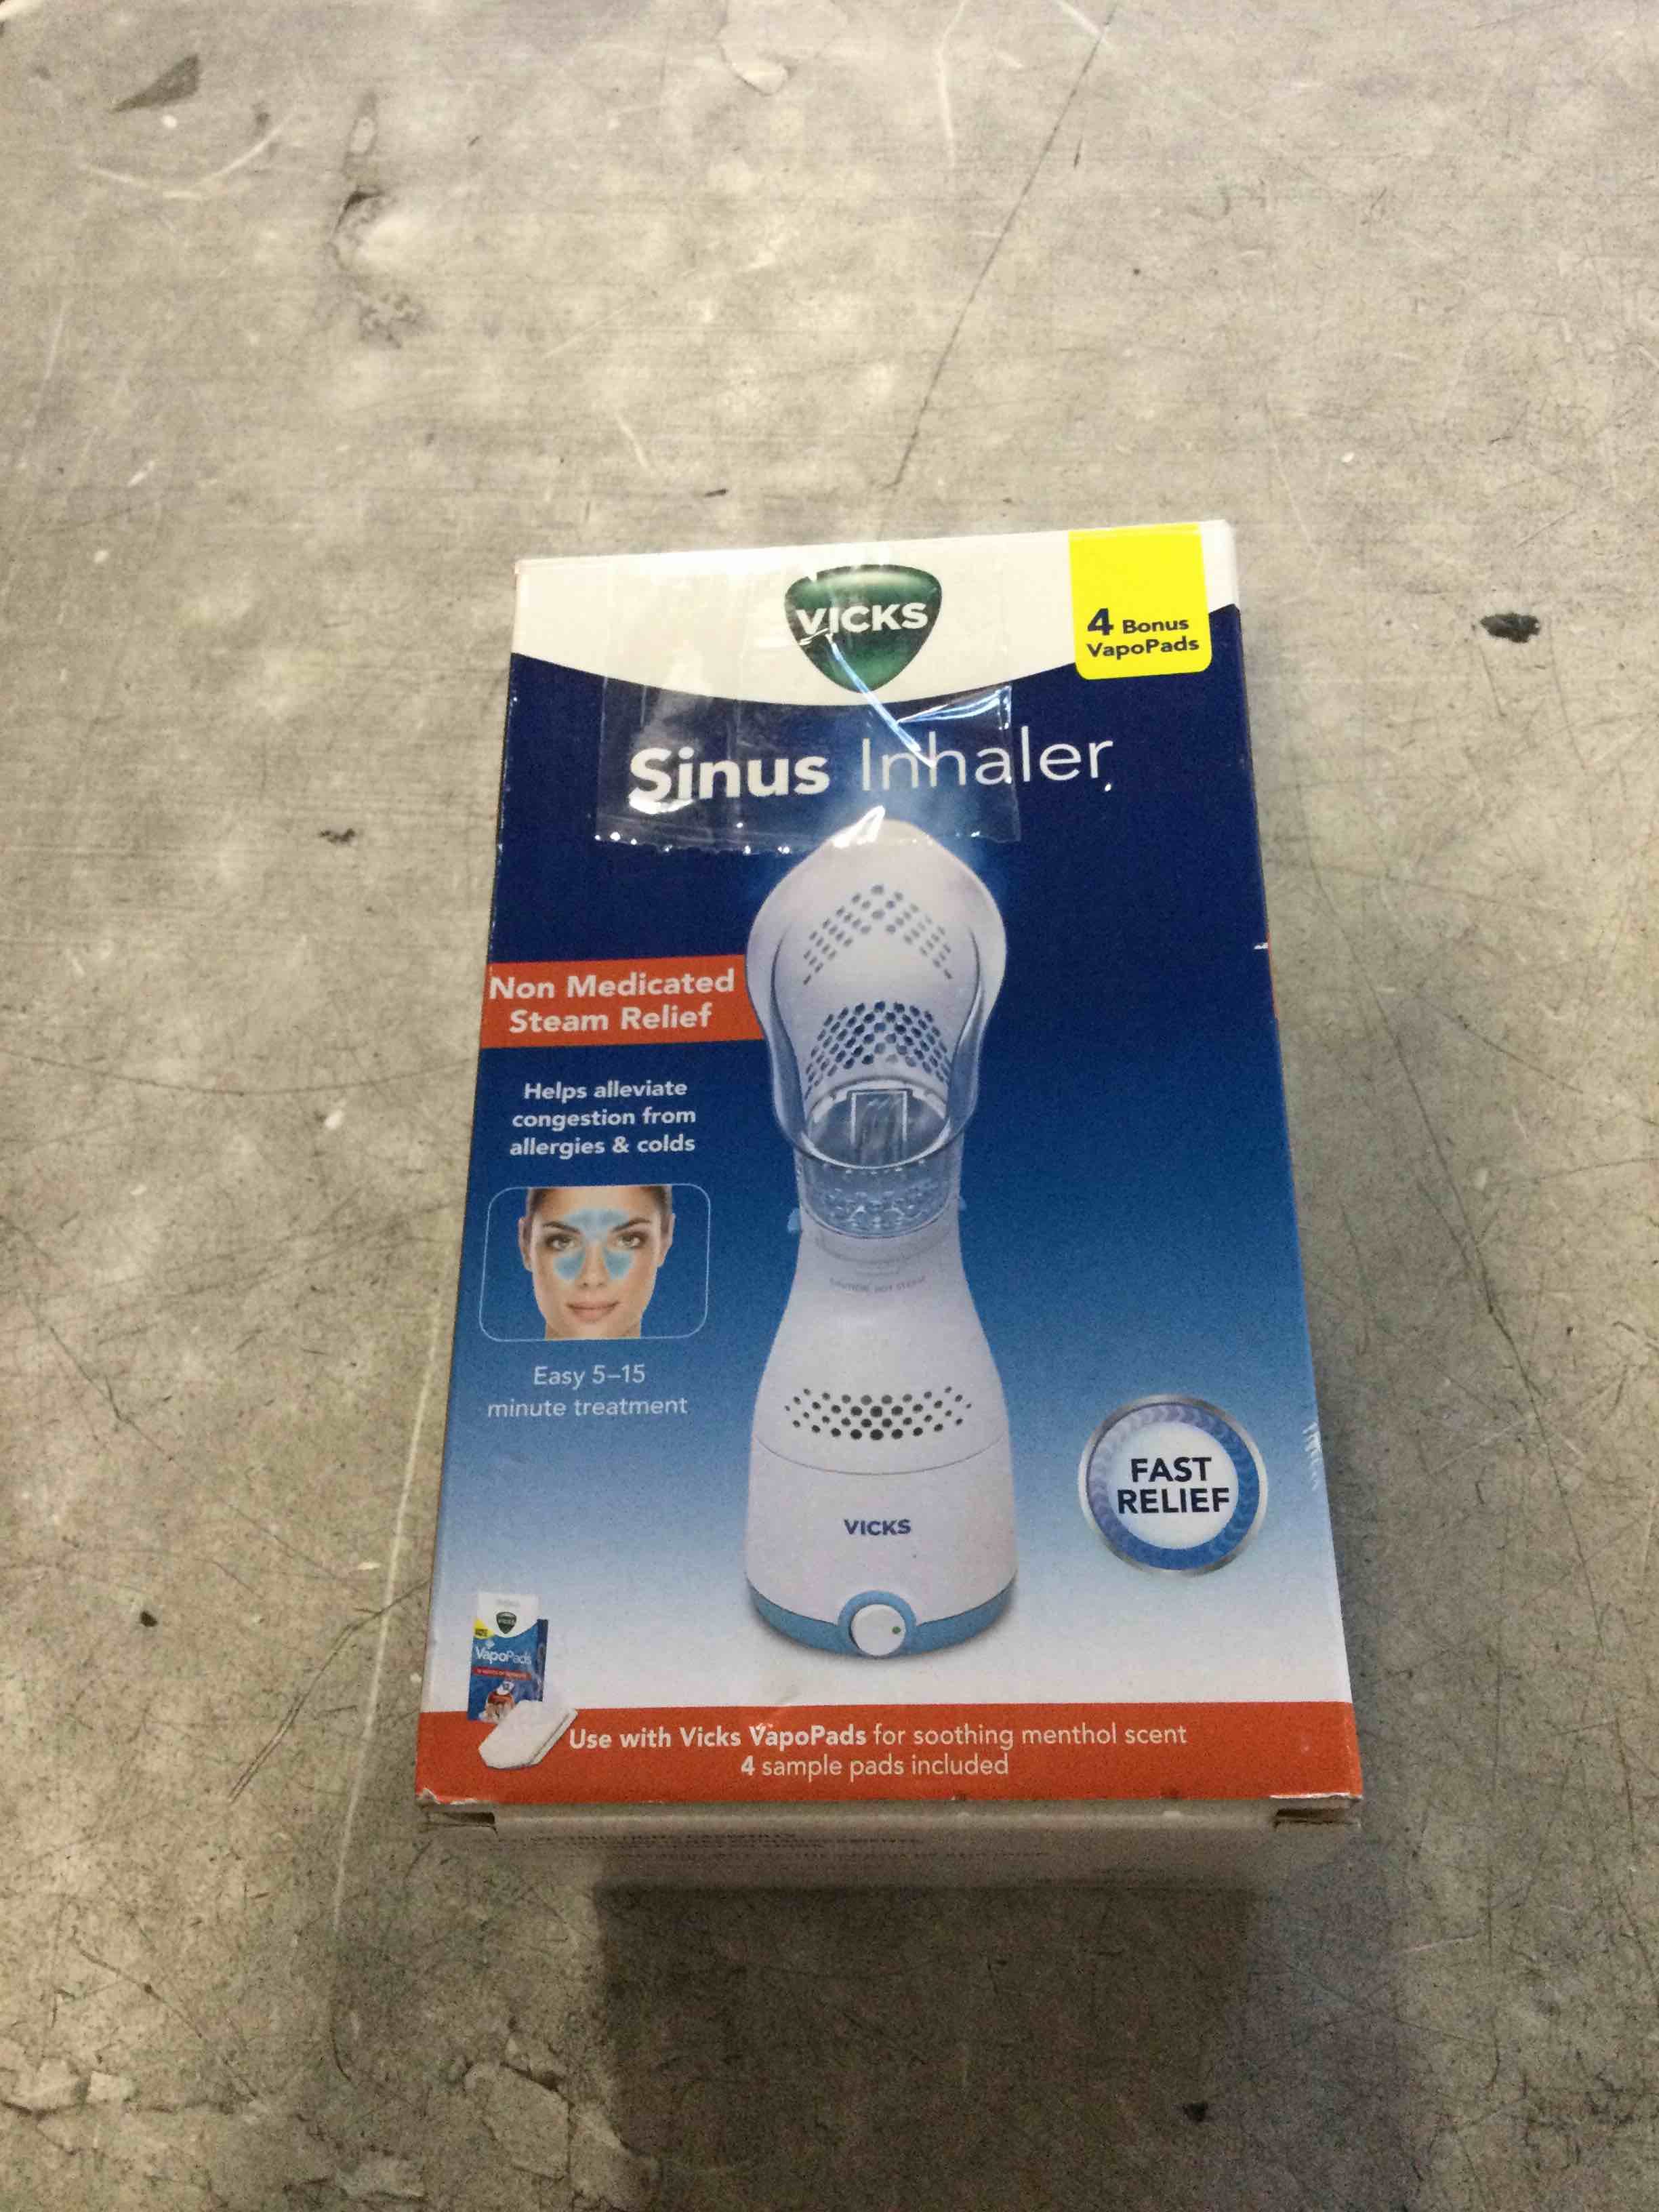 VICKS
4 Bonus
VapoPads
Sinus Inhaler
Non Medicated
Steam Relief
Helps alleviate
congestion from
allergies & colds
Easy 5–15
minute treatment
FAST
RELIEF
VICKS
VICKS
VapoPads
Use with Vicks VapoPads for soothing menthol scent
4 sample pads included